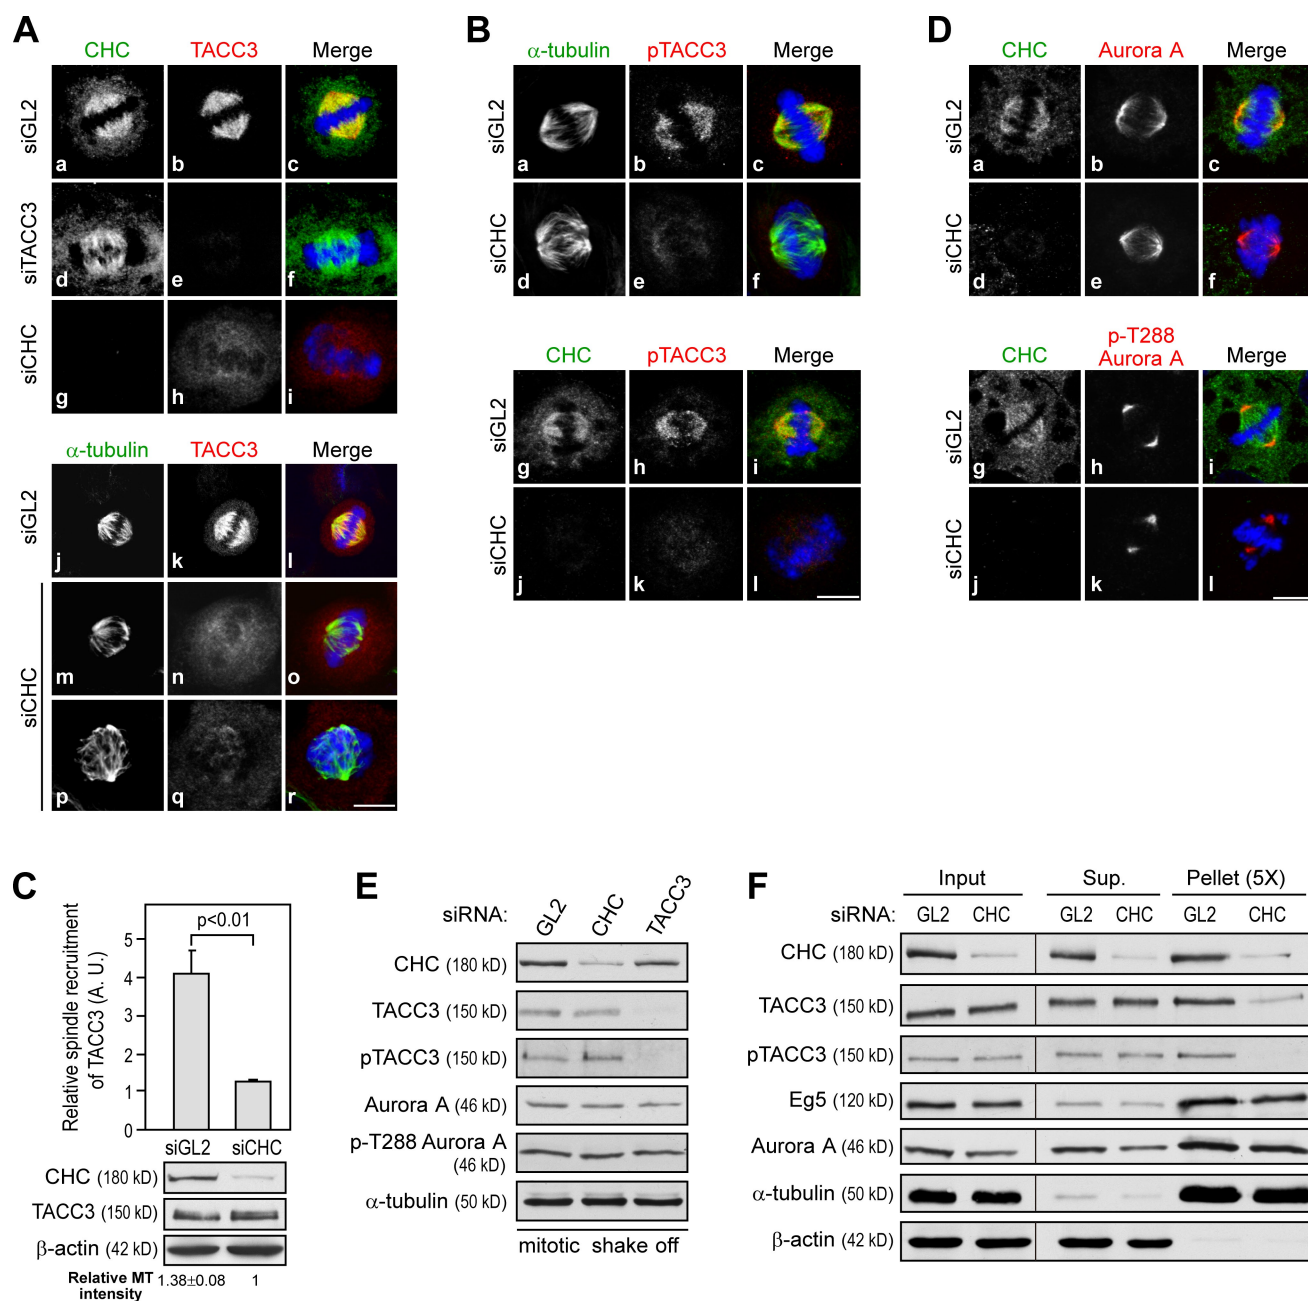 A
CHC TACC3 Merge
siGL2
a b c
siTACC3
d e f
siCHC
g h i
α-tubulin TACC3 Merge
siGL2
j k l
siCHC
m n o
p q r
B
α-tubulin pTACC3 Merge
siGL2
a b c
siCHC
d e f
CHC pTACC3 Merge
siGL2
g h i
siCHC
j k l
D
CHC Aurora A Merge
siGL2
a b c
siCHC
d e f
p-T288
CHC Aurora A Merge
siGL2
g h i
siCHC
j k l
C
Relative spindle recruitment
of TACC3 (A. U.)
p<0.01
5
4
3
2
1
0
siGL2 siCHC
CHC (180 kD)
TACC3 (150 kD)
β-actin (42 kD)
Relative MT 1.38±0.08 1
intensity
E
siRNA: GL2 CHC TACC3
CHC (180 kD)
TACC3 (150 kD)
pTACC3 (150 kD)
Aurora A (46 kD)
p-T288 Aurora A
(46 kD)
α-tubulin (50 kD)
mitotic shake off
F
Input Sup. Pellet (5X)
siRNA: GL2 CHC GL2 CHC GL2 CHC
CHC (180 kD)
TACC3 (150 kD)
pTACC3 (150 kD)
Eg5 (120 kD)
Aurora A (46 kD)
α-tubulin (50 kD)
β-actin (42 kD)